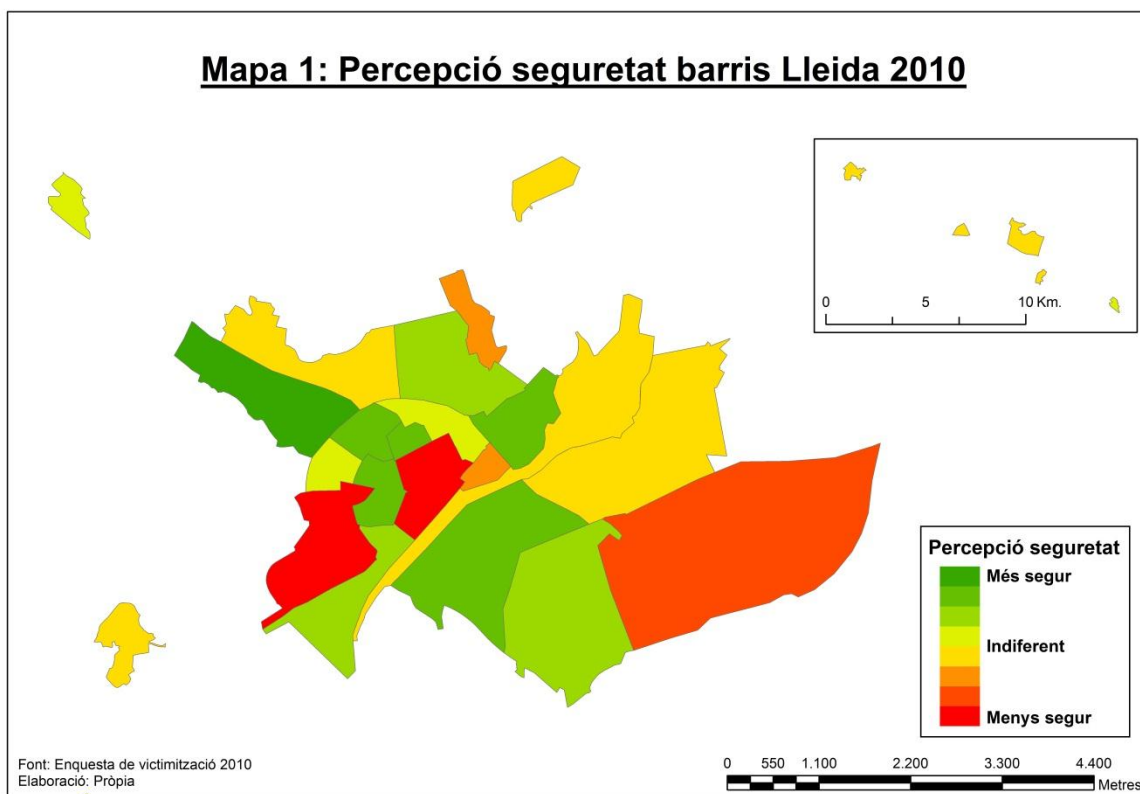 Mapa 1: Percepció seguretat barris Lleida 2010
0 5 10 Km.
Percepció seguretat
Més segur
Indiferent
Menys segur
Font: Enquesta de victimització 2010
Elaboració: Pròpia
0 550 1.100 2.200 3.300 4.400
Metres